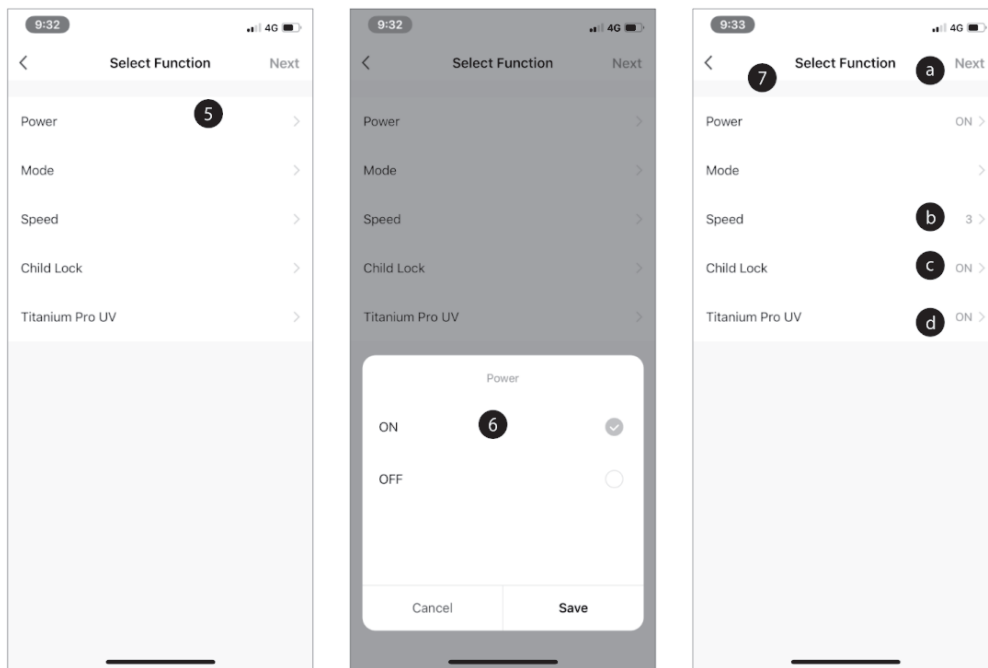 9:32
4G
Select Function
Next
5
Power
Mode
Speed
Child Lock
Titanium Pro UV
9:32
4G
Select Function
Next
Power
Mode
Speed
Child Lock
Titanium Pro UV
Power
ON
6
OFF
Cancel
Save
9:33
4G
7
Select Function
a
Next
Power
ON
Mode
Speed
b
3
Child Lock
c
ON
Titanium Pro UV
d
ON